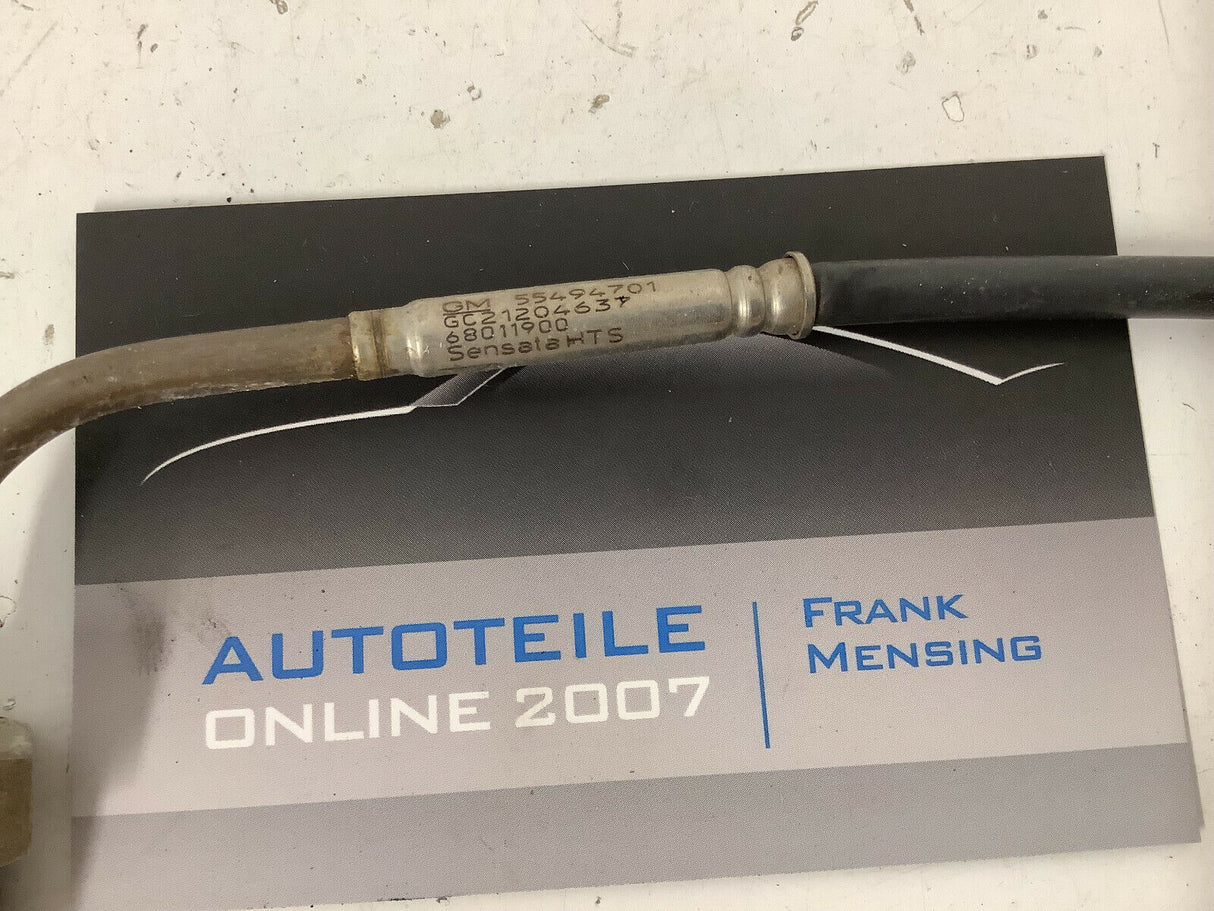 GM 55494701
GC21204637
68011900
Sensata HTS
AUTOTEILE
ONLINE 2007
FRANK
MENSING